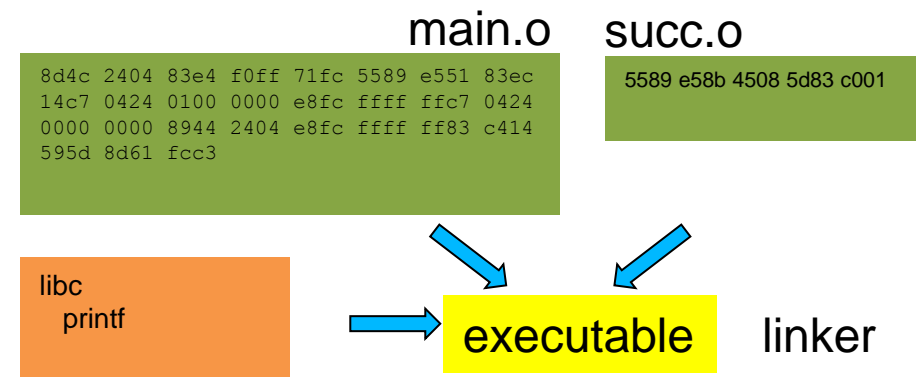 main.o
succ.o
8d4c 2404 83e4 f0ff 71fc 5589 e551 83ec
14c7 0424 0100 0000 e8fc ffff ffc7 0424
0000 0000 8944 2404 e8fc ffff ff83 c414
595d 8d61 fcc3
5589 e58b 4508 5d83 c001
libc
printf
executable
linker